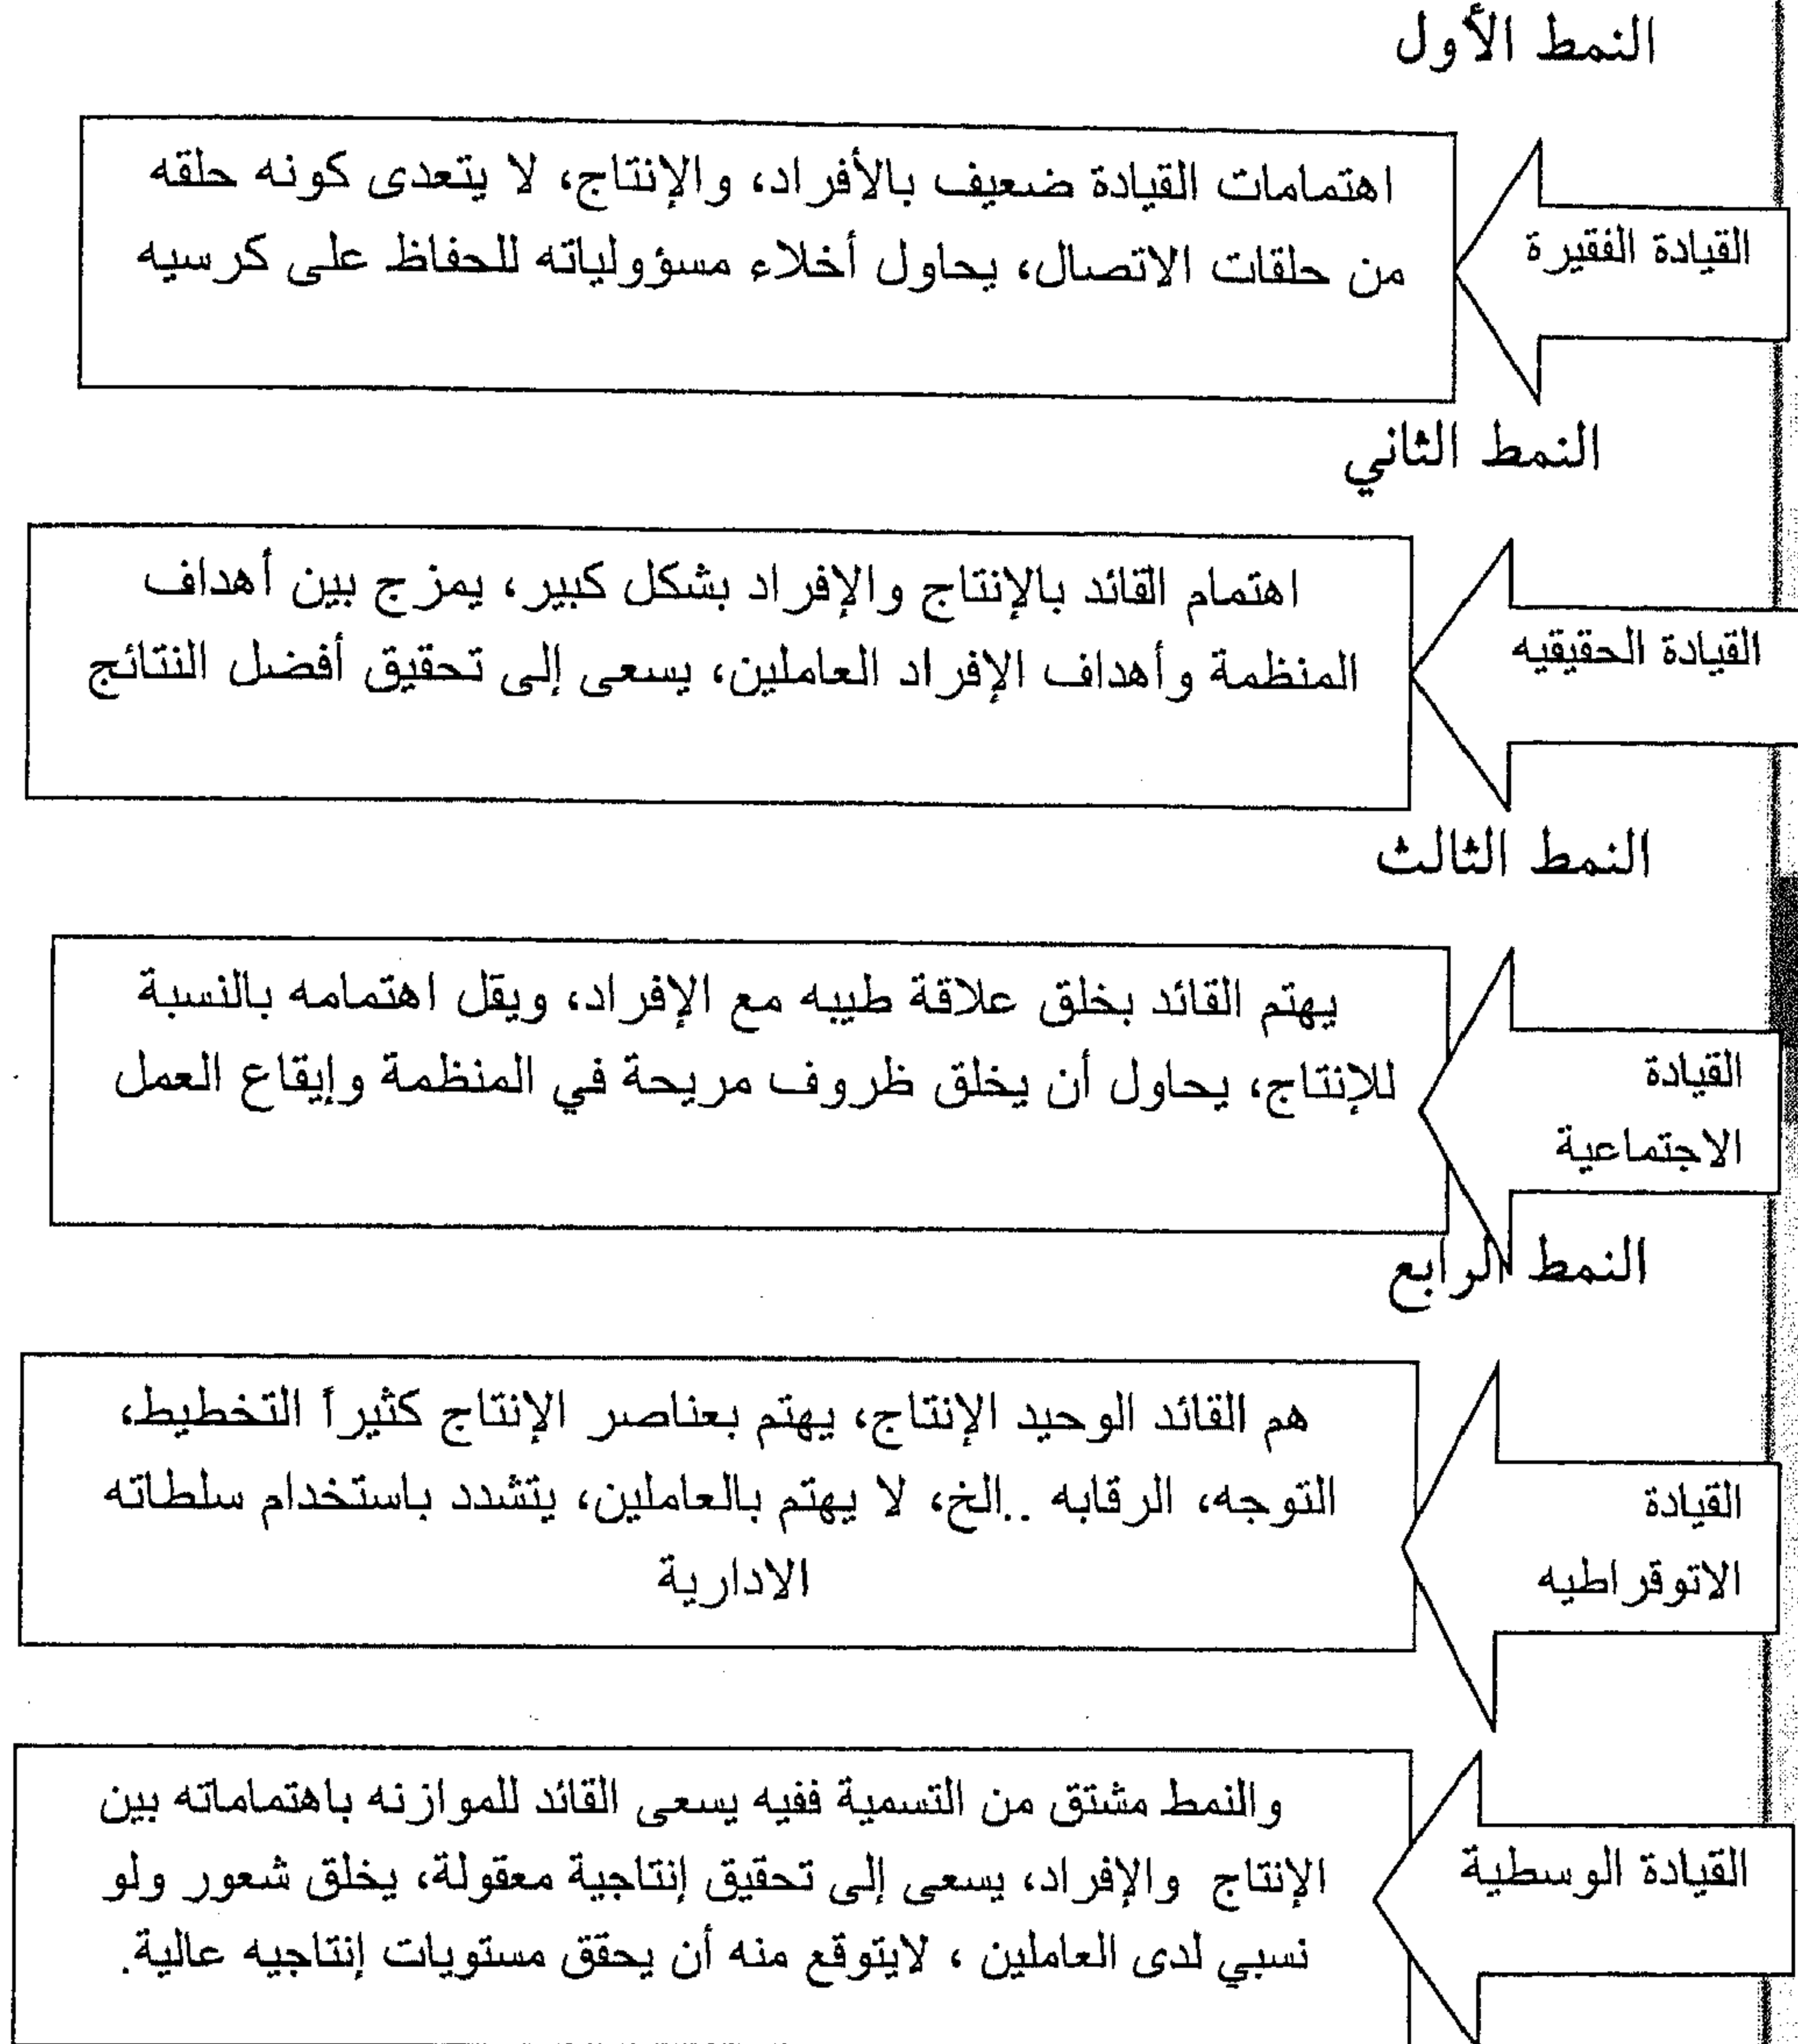 النمط الأول
القيادة الفقيرة
اهتمامات القيادة ضعيف بالأفراد، والإنتاج، لا يتعدى كونه حلقه
من حلقات الاتصال، يحاول أخلاء مسؤولياته للحفاظ على كرسيه
النمط الثاني
القيادة الحقيقيه
اهتمام القائد بالإنتاج والإفراد بشكل كبير، يمزج بين أهداف
المنظمة وأهداف الإفراد العاملين، يسعى إلى تحقيق أفضل النتائج
النمط الثالث
القيادة
الاجتماعية
يهتم القائد بخلق علاقة طيبه مع الإفراد، ويقل اهتمامه بالنسبة
للإنتاج، يحاول أن يخلق ظروف مريحة في المنظمة وإيقاع العمل
النمط الرابع
القيادة
الاتوقراطيه
هم القائد الوحيد الإنتاج، يهتم بعناصر الإنتاج كثيراً التخطيط،
التوجه، الرقابه ..الخ، لا يهتم بالعاملين، يتشدد باستخدام سلطاته
الادارية
القيادة الوسطية
والنمط مشتق من التسمية ففيه يسعى القائد للموازنه باهتماماته بين
الإنتاج والإفراد، يسعى إلى تحقيق إنتاجية معقولة، يخلق شعور ولو
نسبي لدى العاملين ، لايتوقع منه أن يحقق مستويات إنتاجيه عالية.